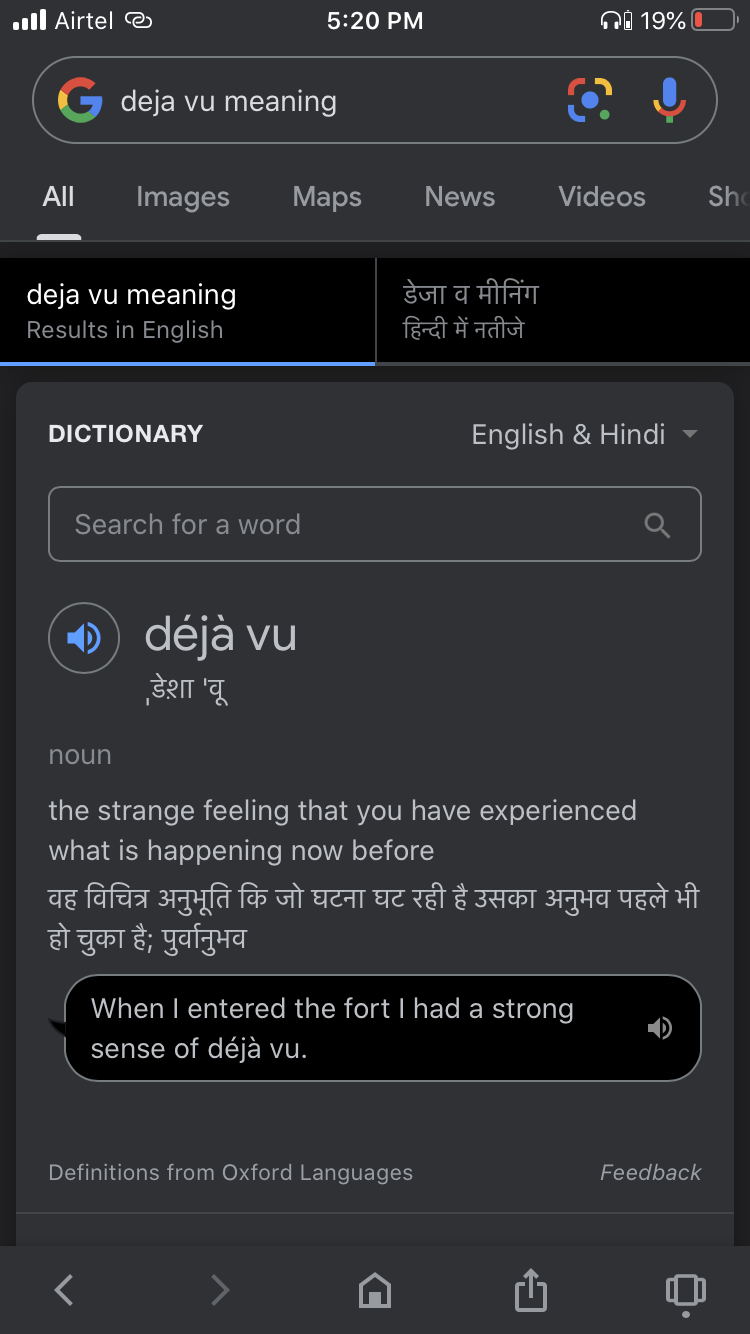 Airtel 5:20 PM 19%
deja vu meaning
All Images Maps News Videos Sho
deja vu meaning
Results in English
डेजा व मीनिंग
हिन्दी में नतीजे
DICTIONARY English & Hindi
Search for a word
déjà vu
ˌडेश़ा 'वू
noun
the strange feeling that you have experienced
what is happening now before
वह विचित्र अनुभूति कि जो घटना घट रही है उसका अनुभव पहले भी
हो चुका है; पुर्वानुभव
When I entered the fort I had a strong
sense of déjà vu.
Definitions from Oxford Languages Feedback